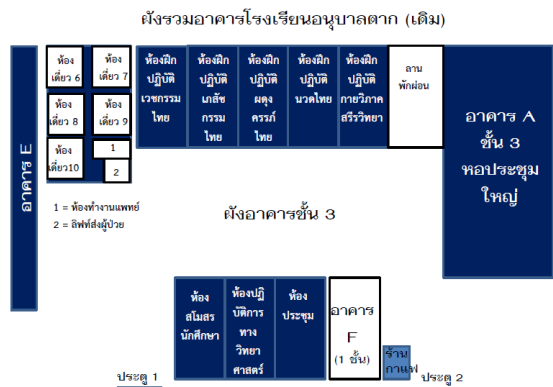 ผังรวมอาคารโรงเรียนอนุบาลตาก (เดิม)
อาคาร E
ห้อง
เดี่ยว 6
ห้อง
เดี่ยว 7
ห้อง
เดี่ยว 8
ห้อง
เดี่ยว 9
ห้อง
เดี่ยว10
1
2
ห้องฝึก
ปฏิบัติ
เวชกรรม
ไทย
ห้องฝึก
ปฏิบัติ
เภสัช
กรรม
ไทย
ห้องฝึก
ปฏิบัติ
ผดุง
ครรภ์
ไทย
ห้องฝึก
ปฏิบัติ
นวดไทย
ห้องฝึก
ปฏิบัติ
กายวิภาค
สรีรวิทยา
ลาน
พักผ่อน
อาคาร A
ชั้น 3
หอประชุม
ใหญ่
1 = ห้องทำงานแพทย์
2 = ลิฟท์ส่งผู้ป่วย
ผังอาคารชั้น 3
ห้อง
สโมสร
นักศึกษา
ห้องปฏิ
บัติการ
ทาง
วิทยา
ศาสตร์
ห้อง
ประชุม
อาคาร
F
(1 ชั้น)
ร้าน
กาแฟ
ประตู 1
ประตู 2